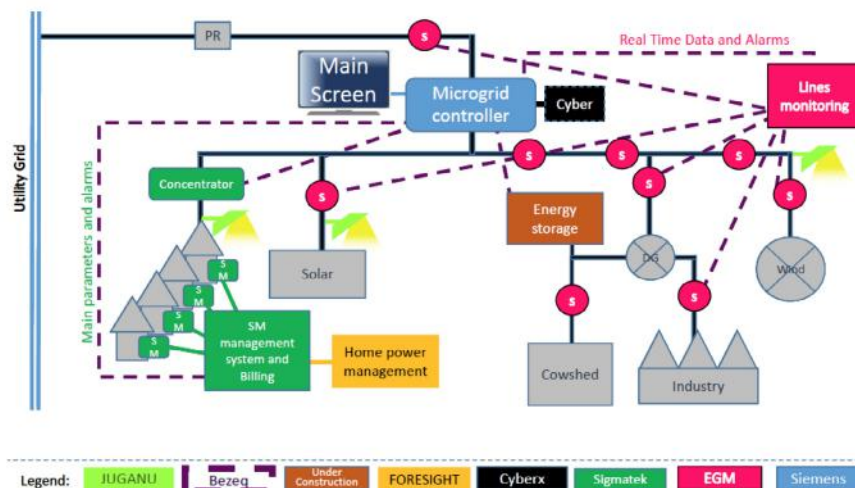 PR
S
Real Time Data and Alarms
Main
Screen
Microgrid
controller
Cyber
Lines
monitoring
Utility Grid
Main parameters and alarms
Concentrator
S
S
S
S
S
S
Energy
storage
Solar
DG
Wind
S
M
S
M
S
M
S
M
SM
management
system and
Billing
Home power
management
S
S
Cowshed
Industry
Legend:
JUGANU
Bezeq
Under
Construction
FORESIGHT
Cyberx
Sigmatek
EGM
Siemens